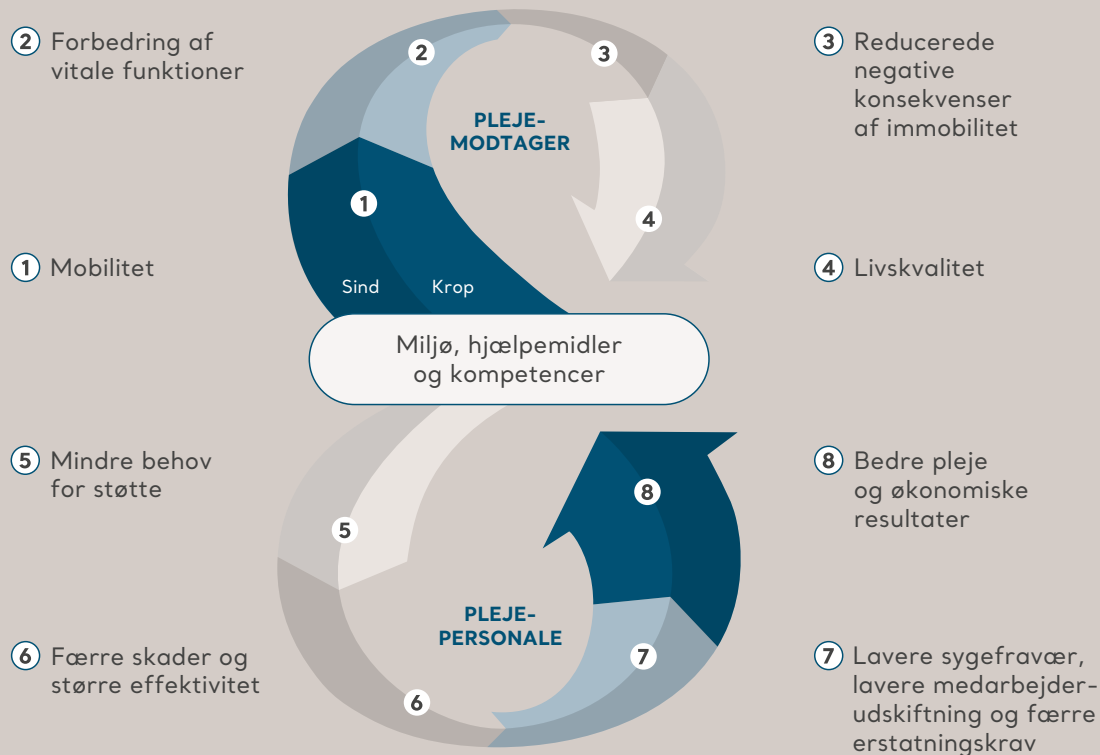 2 Forbedring af
vitale funktioner
3 Reducerede
negative
konsekvenser
af immobilitet
2
3
PLEJE-
MODTAGER
1
4
1 Mobilitet
4 Livskvalitet
Sind Krop
Miljø, hjælpemidler
og kompetencer
5 Mindre behov
for støtte
8 Bedre pleje
og økonomiske
resultater
8
5
PLEJE-
PERSONALE
7
6
6 Færre skader og
større effektivitet
7 Lavere sygefravær,
lavere medarbejder-
udskiftning og færre
erstatningskrav